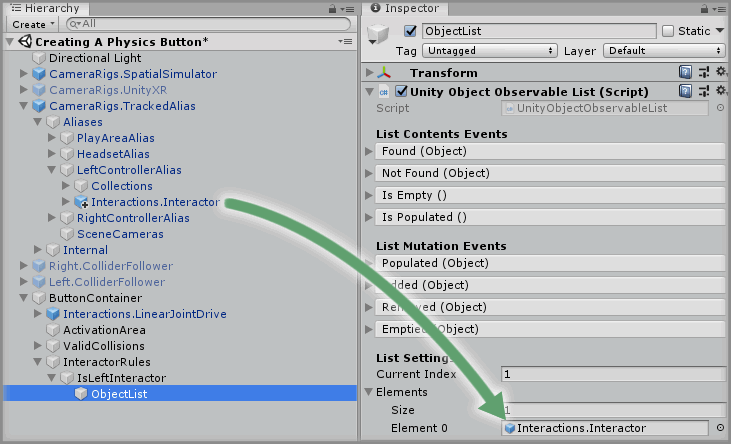 Hierarchy
Create
All
Creating A Physics Button*
Directional Light
CameraRigs.SpatialSimulator
CameraRigs.UnityXR
CameraRigs.TrackedAlias
Aliases
PlayAreaAlias
HeadsetAlias
LeftControllerAlias
Collections
Interactions.Interactor
RightControllerAlias
SceneCameras
Internal
Right.ColliderFollower
Left.ColliderFollower
ButtonContainer
Interactions.LinearJointDrive
ActivationArea
ValidCollisions
InteractorRules
IsLeftInteractor
ObjectList
Inspector
ObjectList Static
Tag Untagged Layer Default
Transform
Unity Object Observable List (Script)
Script UnityObjectObservableList
List Contents Events
Found (Object)
Not Found (Object)
Is Empty ()
Is Populated ()
List Mutation Events
Populated (Object)
Added (Object)
Removed (Object)
Emptied (Object)
List Settings
Current Index 1
Elements
Size 1
Element 0 Interactions.Interactor